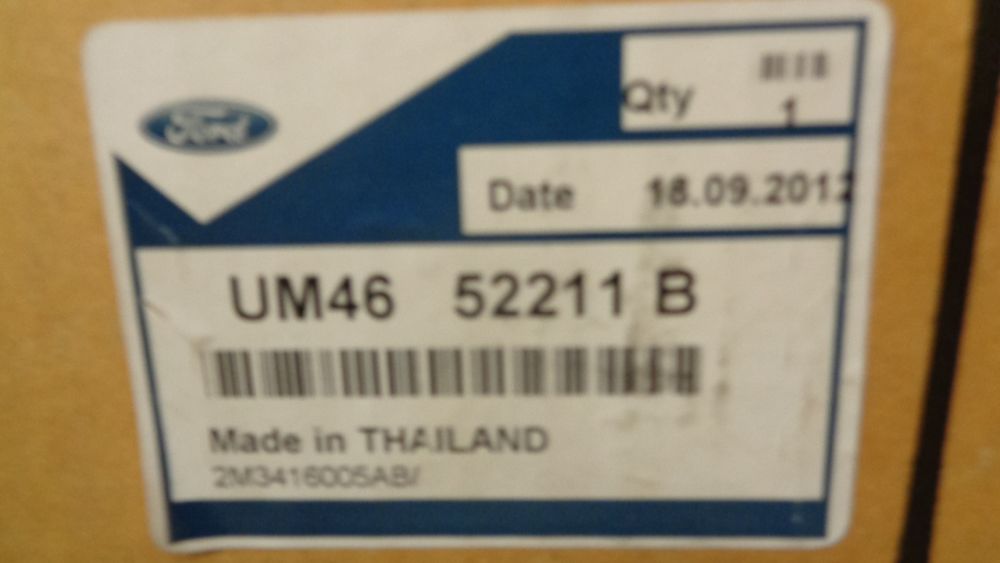 Ford
Qty 1
Date 18.09.2012
UM46 52211 B
Made in THAILAND
2M3416005AB/